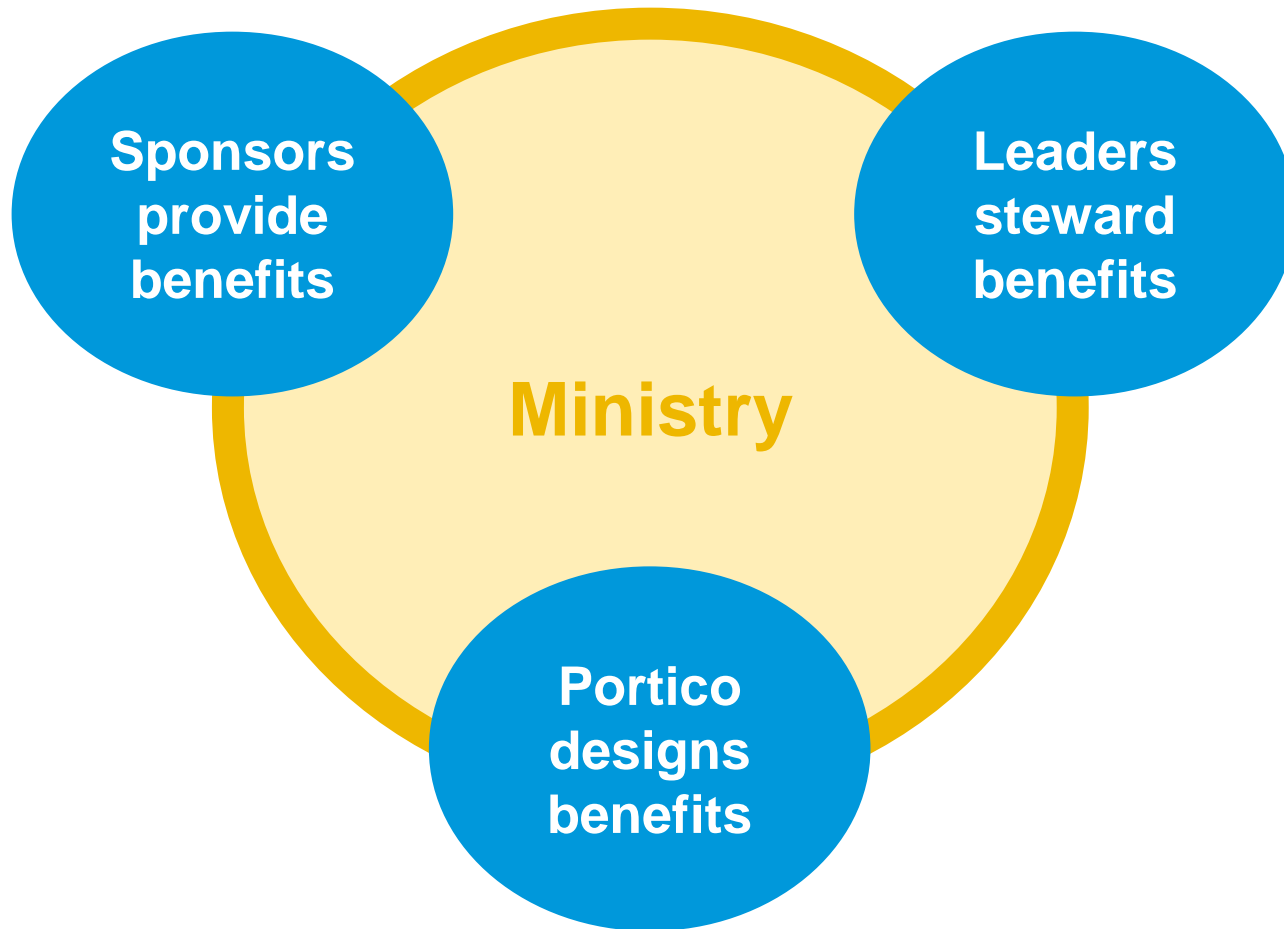 Sponsors
provide
benefits
Leaders
steward
benefits
Ministry
Portico
designs
benefits